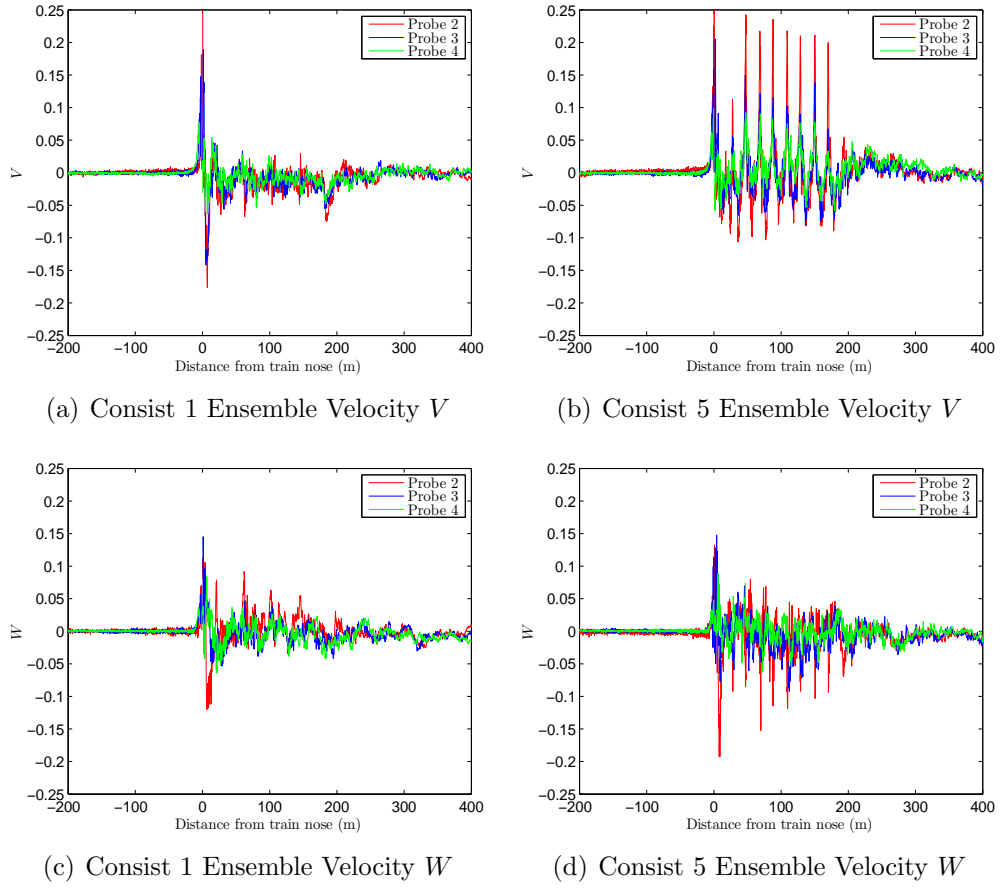 0.25
0.2
0.15
0.1
0.05
0
−0.05
−0.1
−0.15
−0.2
−0.25
V
−200 −100 0 100 200 300 400
Distance from train nose (m)
Probe 2
Probe 3
Probe 4
(a) Consist 1 Ensemble Velocity V
0.25
0.2
0.15
0.1
0.05
0
−0.05
−0.1
−0.15
−0.2
−0.25
V
−200 −100 0 100 200 300 400
Distance from train nose (m)
Probe 2
Probe 3
Probe 4
(b) Consist 5 Ensemble Velocity V
0.25
0.2
0.15
0.1
0.05
0
−0.05
−0.1
−0.15
−0.2
−0.25
W
−200 −100 0 100 200 300 400
Distance from train nose (m)
Probe 2
Probe 3
Probe 4
(c) Consist 1 Ensemble Velocity W
0.25
0.2
0.15
0.1
0.05
0
−0.05
−0.1
−0.15
−0.2
−0.25
W
−200 −100 0 100 200 300 400
Distance from train nose (m)
Probe 2
Probe 3
Probe 4
(d) Consist 5 Ensemble Velocity W